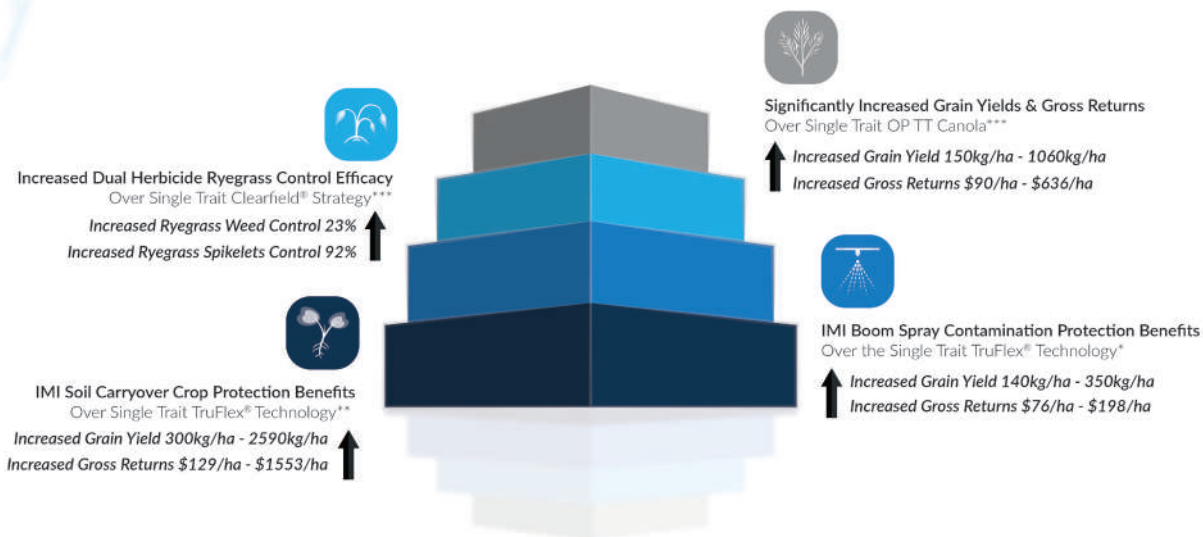 Significantly Increased Grain Yields & Gross Returns
Over Single Trait OP TT Canola***
Increased Grain Yield 150kg/ha - 1060kg/ha
Increased Gross Returns $90/ha - $636/ha
Increased Dual Herbicide Ryegrass Control Efficacy
Over Single Trait Clearfield® Strategy***
Increased Ryegrass Weed Control 23%
Increased Ryegrass Spikelets Control 92%
IMI Boom Spray Contamination Protection Benefits
Over the Single Trait TruFlex® Technology*
Increased Grain Yield 140kg/ha - 350kg/ha
Increased Gross Returns $76/ha - $198/ha
IMI Soil Carryover Crop Protection Benefits
Over Single Trait TruFlex® Technology**
Increased Grain Yield 300kg/ha - 2590kg/ha
Increased Gross Returns $129/ha - $1553/ha